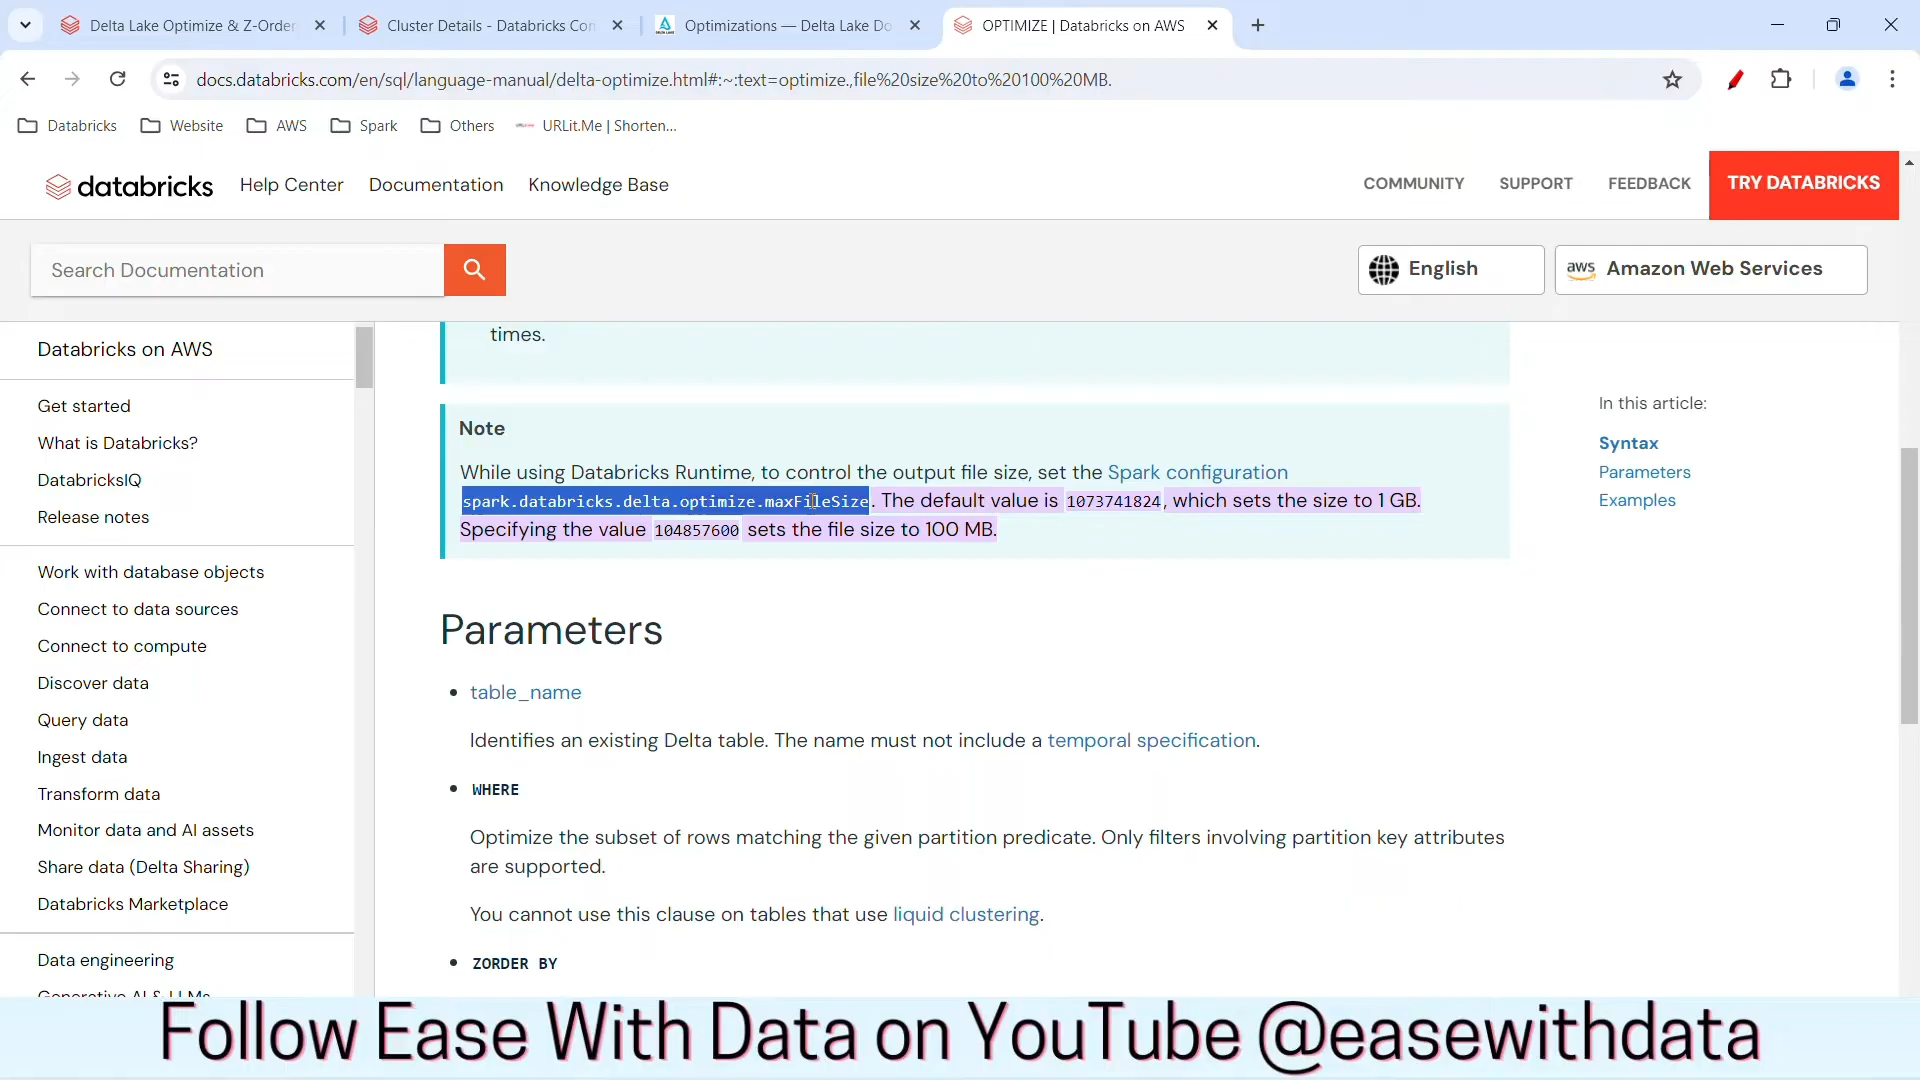 Delta Lake Optimize & Z-Order
Cluster Details - Databricks Con
Optimizations — Delta Lake Do
OPTIMIZE | Databricks on AWS
docs.databricks.com/en/sql/language-manual/delta-optimize.html#:~:text=optimize.,file%20size%20to%20100%20MB.
Databricks
Website
AWS
Spark
Others
URLit.Me | Shorten...
databricks
Help Center
Documentation
Knowledge Base
COMMUNITY
SUPPORT
FEEDBACK
TRY DATABRICKS
Search Documentation
English
aws Amazon Web Services
Databricks on AWS
Get started
What is Databricks?
DatabricksIQ
Release notes
Work with database objects
Connect to data sources
Connect to compute
Discover data
Query data
Ingest data
Transform data
Monitor data and AI assets
Share data (Delta Sharing)
Databricks Marketplace
Data engineering
Generative AI & LLMs
times.
Note
While using Databricks Runtime, to control the output file size, set the Spark configuration
spark.databricks.delta.optimize.maxFileSize. The default value is 1073741824, which sets the size to 1 GB.
Specifying the value 104857600 sets the file size to 100 MB.
Parameters
• table_name
Identifies an existing Delta table. The name must not include a temporal specification.
• WHERE
Optimize the subset of rows matching the given partition predicate. Only filters involving partition key attributes
are supported.
You cannot use this clause on tables that use liquid clustering.
• ZORDER BY
In this article:
Syntax
Parameters
Examples
Follow Ease With Data on YouTube @easewithdata